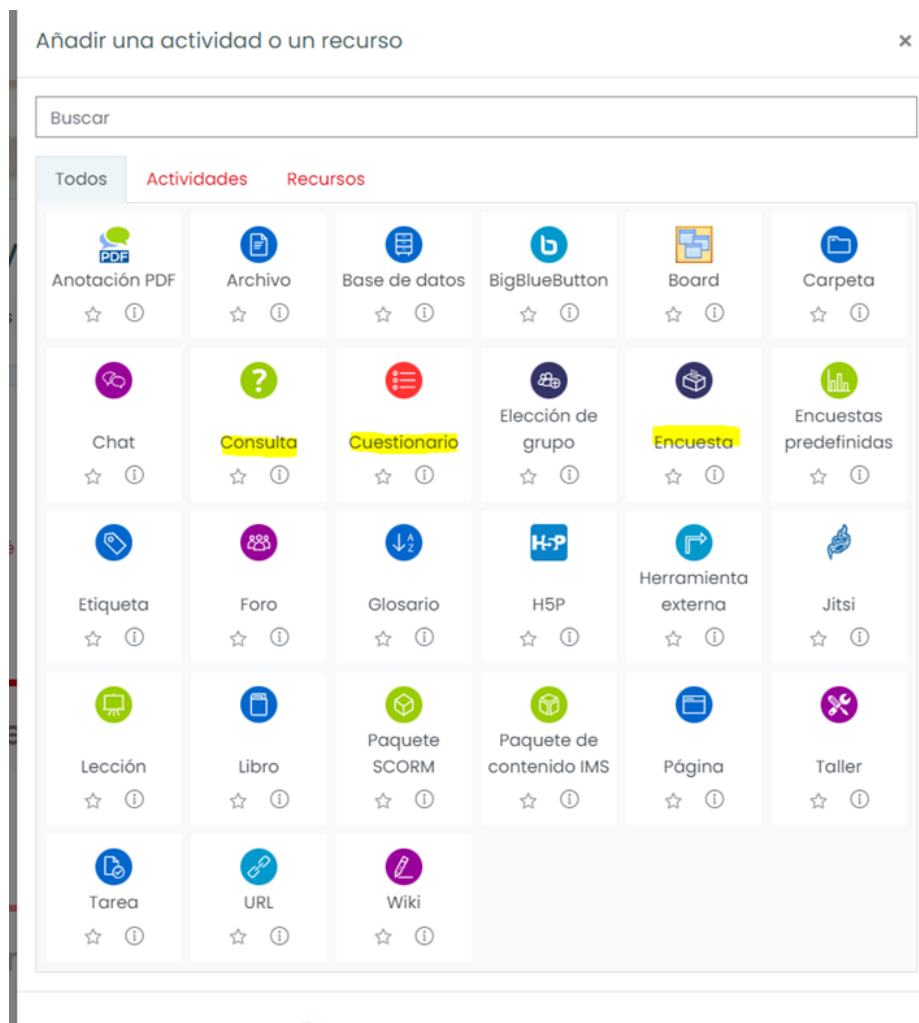 Añadir una actividad o un recurso ×
Buscar
Todos Actividades Recursos
PDF
Anotación PDF Archivo Base de datos BigBlueButton Board Carpeta
Chat Consulta Cuestionario Elección de grupo Encuesta Encuestas predefinidas
H5P
Etiqueta Foro Glosario H5P Herramienta externa Jitsi
Lección Libro Paquete SCORM Paquete de contenido IMS Página Taller
Tarea URL Wiki